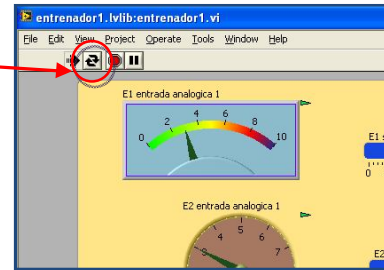 entrenador1.lvlib:entrenador1.vi
File Edit View Project Operate Tools Window Help
E1 entrada analogica 1
0 2 4 6 8 10
E1 s
0
E2 entrada analogica 1
3 4 5 6 7
E2